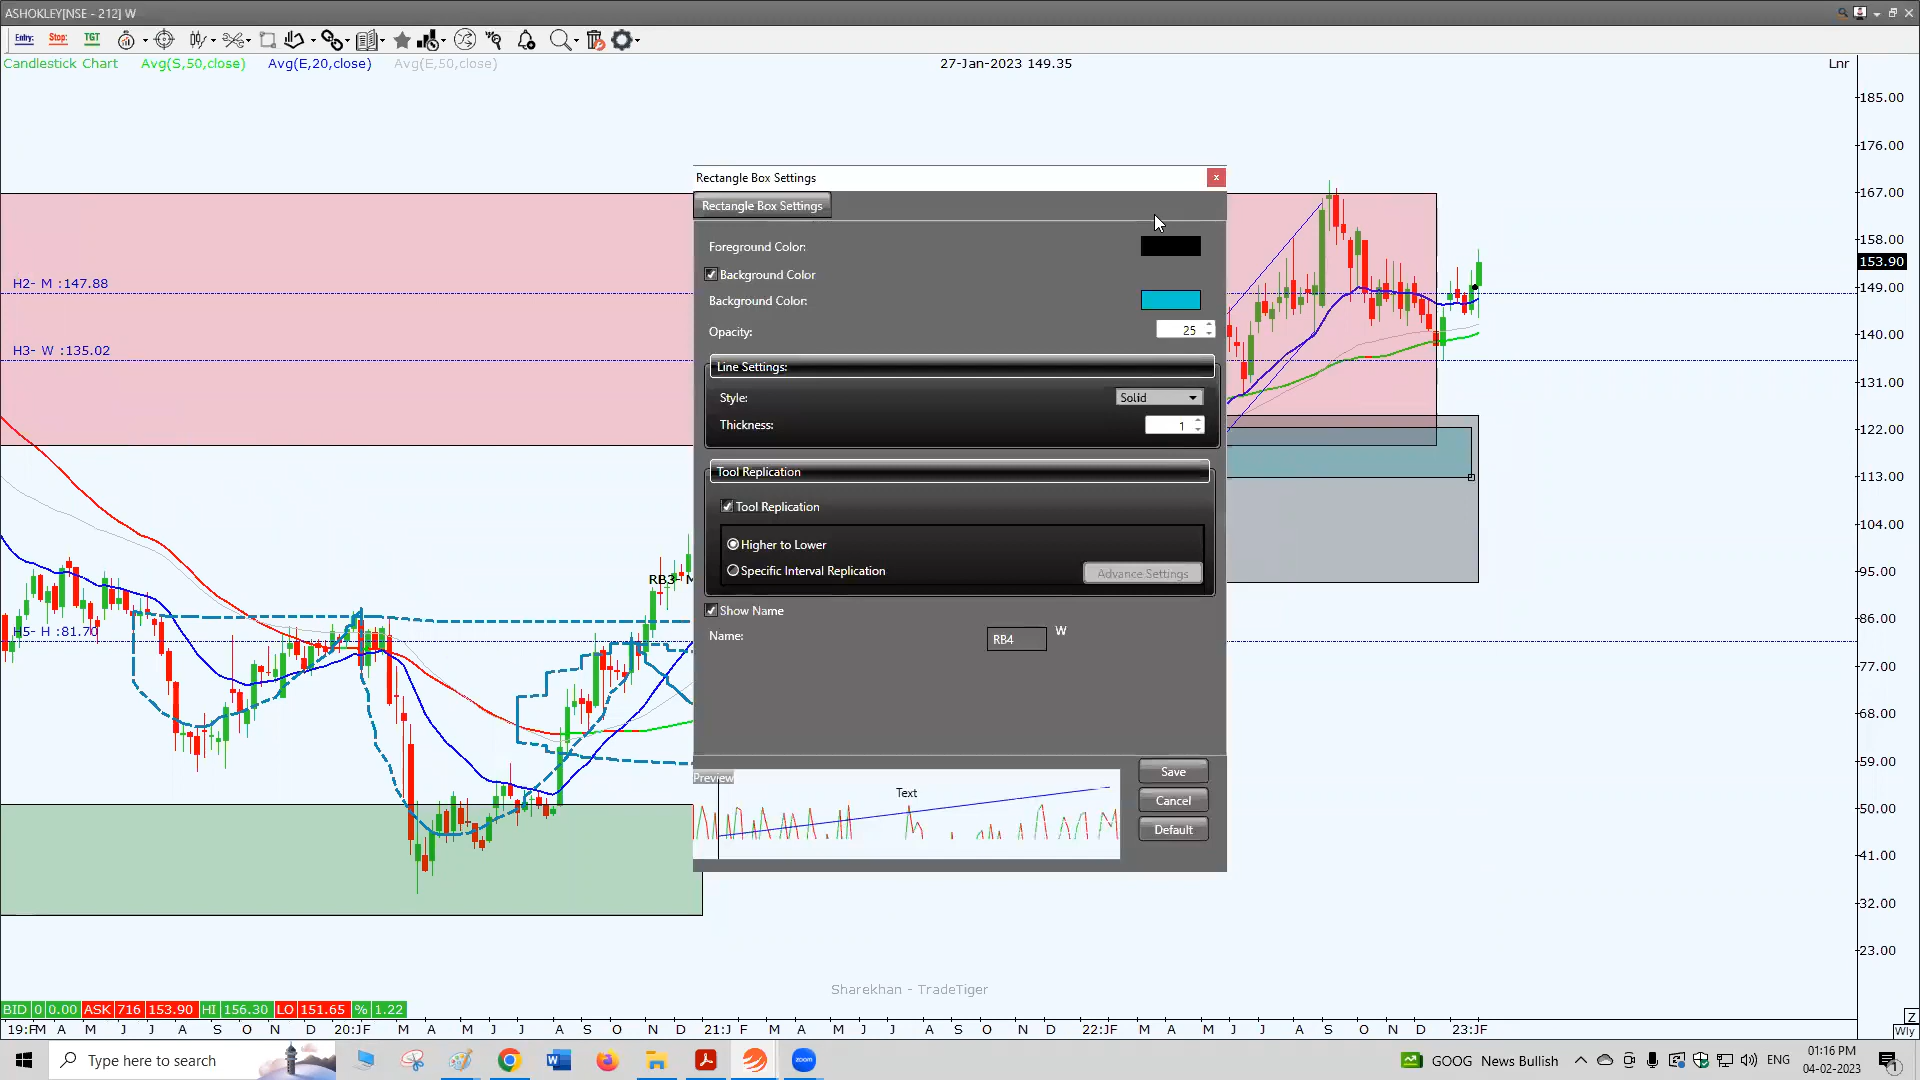 ASHOKLEY[NSE - 212] W
Entry: Stop: TGT
Candlestick Chart Avg(S,50,close) Avg(E,20,close) Avg(E,50,close) 27-Jan-2023 149.35 Lnr
185.00
176.00
167.00
158.00
153.90
149.00
140.00
131.00
122.00
113.00
104.00
95.00
86.00
77.00
68.00
59.00
50.00
41.00
32.00
23.00
H2- M :147.88
H3- W :135.02
H5- H :81.70
RB3- M
Rectangle Box Settings
x
Rectangle Box Settings
Foreground Color:
Background Color
Background Color:
Opacity: 25
Line Settings:
Style: Solid
Thickness: 1
Tool Replication
Tool Replication
Higher to Lower
Specific Interval Replication Advance Settings
Show Name
Name: RB4 W
Preview
Text
Save
Cancel
Default
Sharekhan - TradeTiger
BID 0 0.00 ASK 716 153.90 HI 156.30 LO 151.65 % 1.22
19:FM A M J J A S O N D 20:JF M A M J J A S O N D 21:J F M A M J J A S O N D 22:JF M A M J J A S O N D 23:JF
Z
Wly
Type here to search
GOOG News Bullish
ENG
01:16 PM
04-02-2023
1